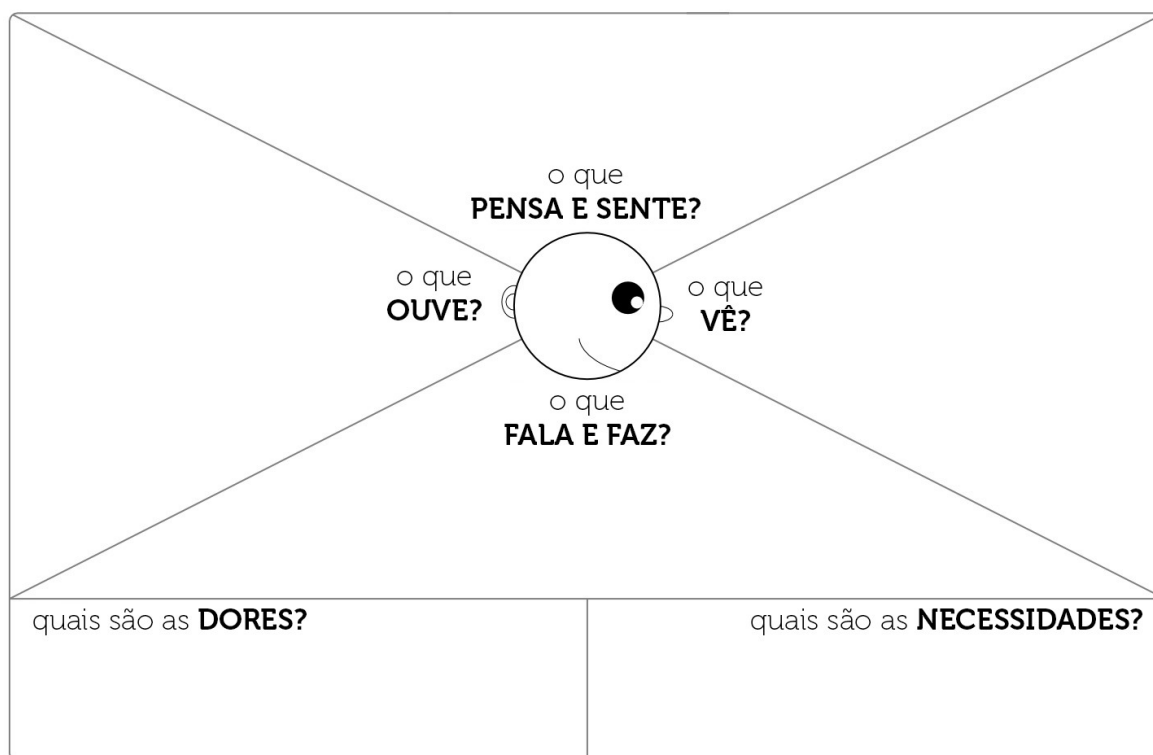 o que
PENSA E SENTE?
o que
OUVE?
o que
VÊ?
o que
FALA E FAZ?
quais são as DORES?
quais são as NECESSIDADES?